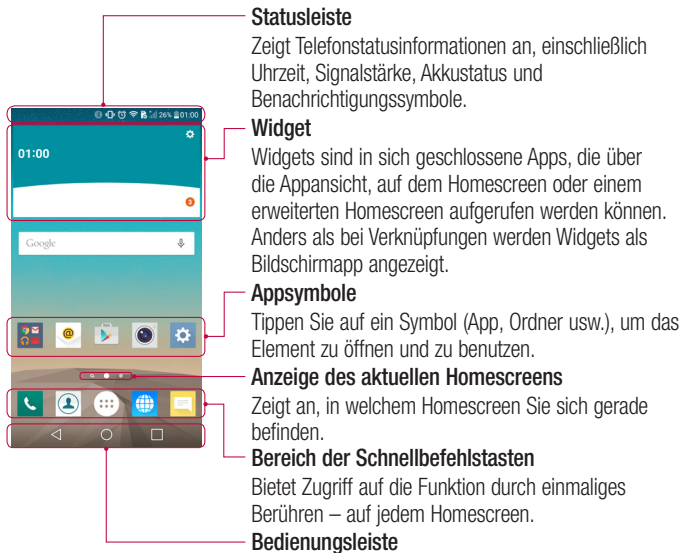 Statusleiste
Zeigt Telefonstatusinformationen an, einschließlich
Uhrzeit, Signalstärke, Akkustatus und
Benachrichtigungssymbole.
26% 01:00
01:00
3
Google
Widget
Widgets sind in sich geschlossene Apps, die über
die Appansicht, auf dem Homescreen oder einem
erweiterten Homescreen aufgerufen werden können.
Anders als bei Verknüpfungen werden Widgets als
Bildschirmapp angezeigt.
Appsymbole
Tippen Sie auf ein Symbol (App, Ordner usw.), um das
Element zu öffnen und zu benutzen.
Anzeige des aktuellen Homescreens
Zeigt an, in welchem Homescreen Sie sich gerade
befinden.
Bereich der Schnellbefehlstasten
Bietet Zugriff auf die Funktion durch einmaliges
Berühren – auf jedem Homescreen.
Bedienungsleiste